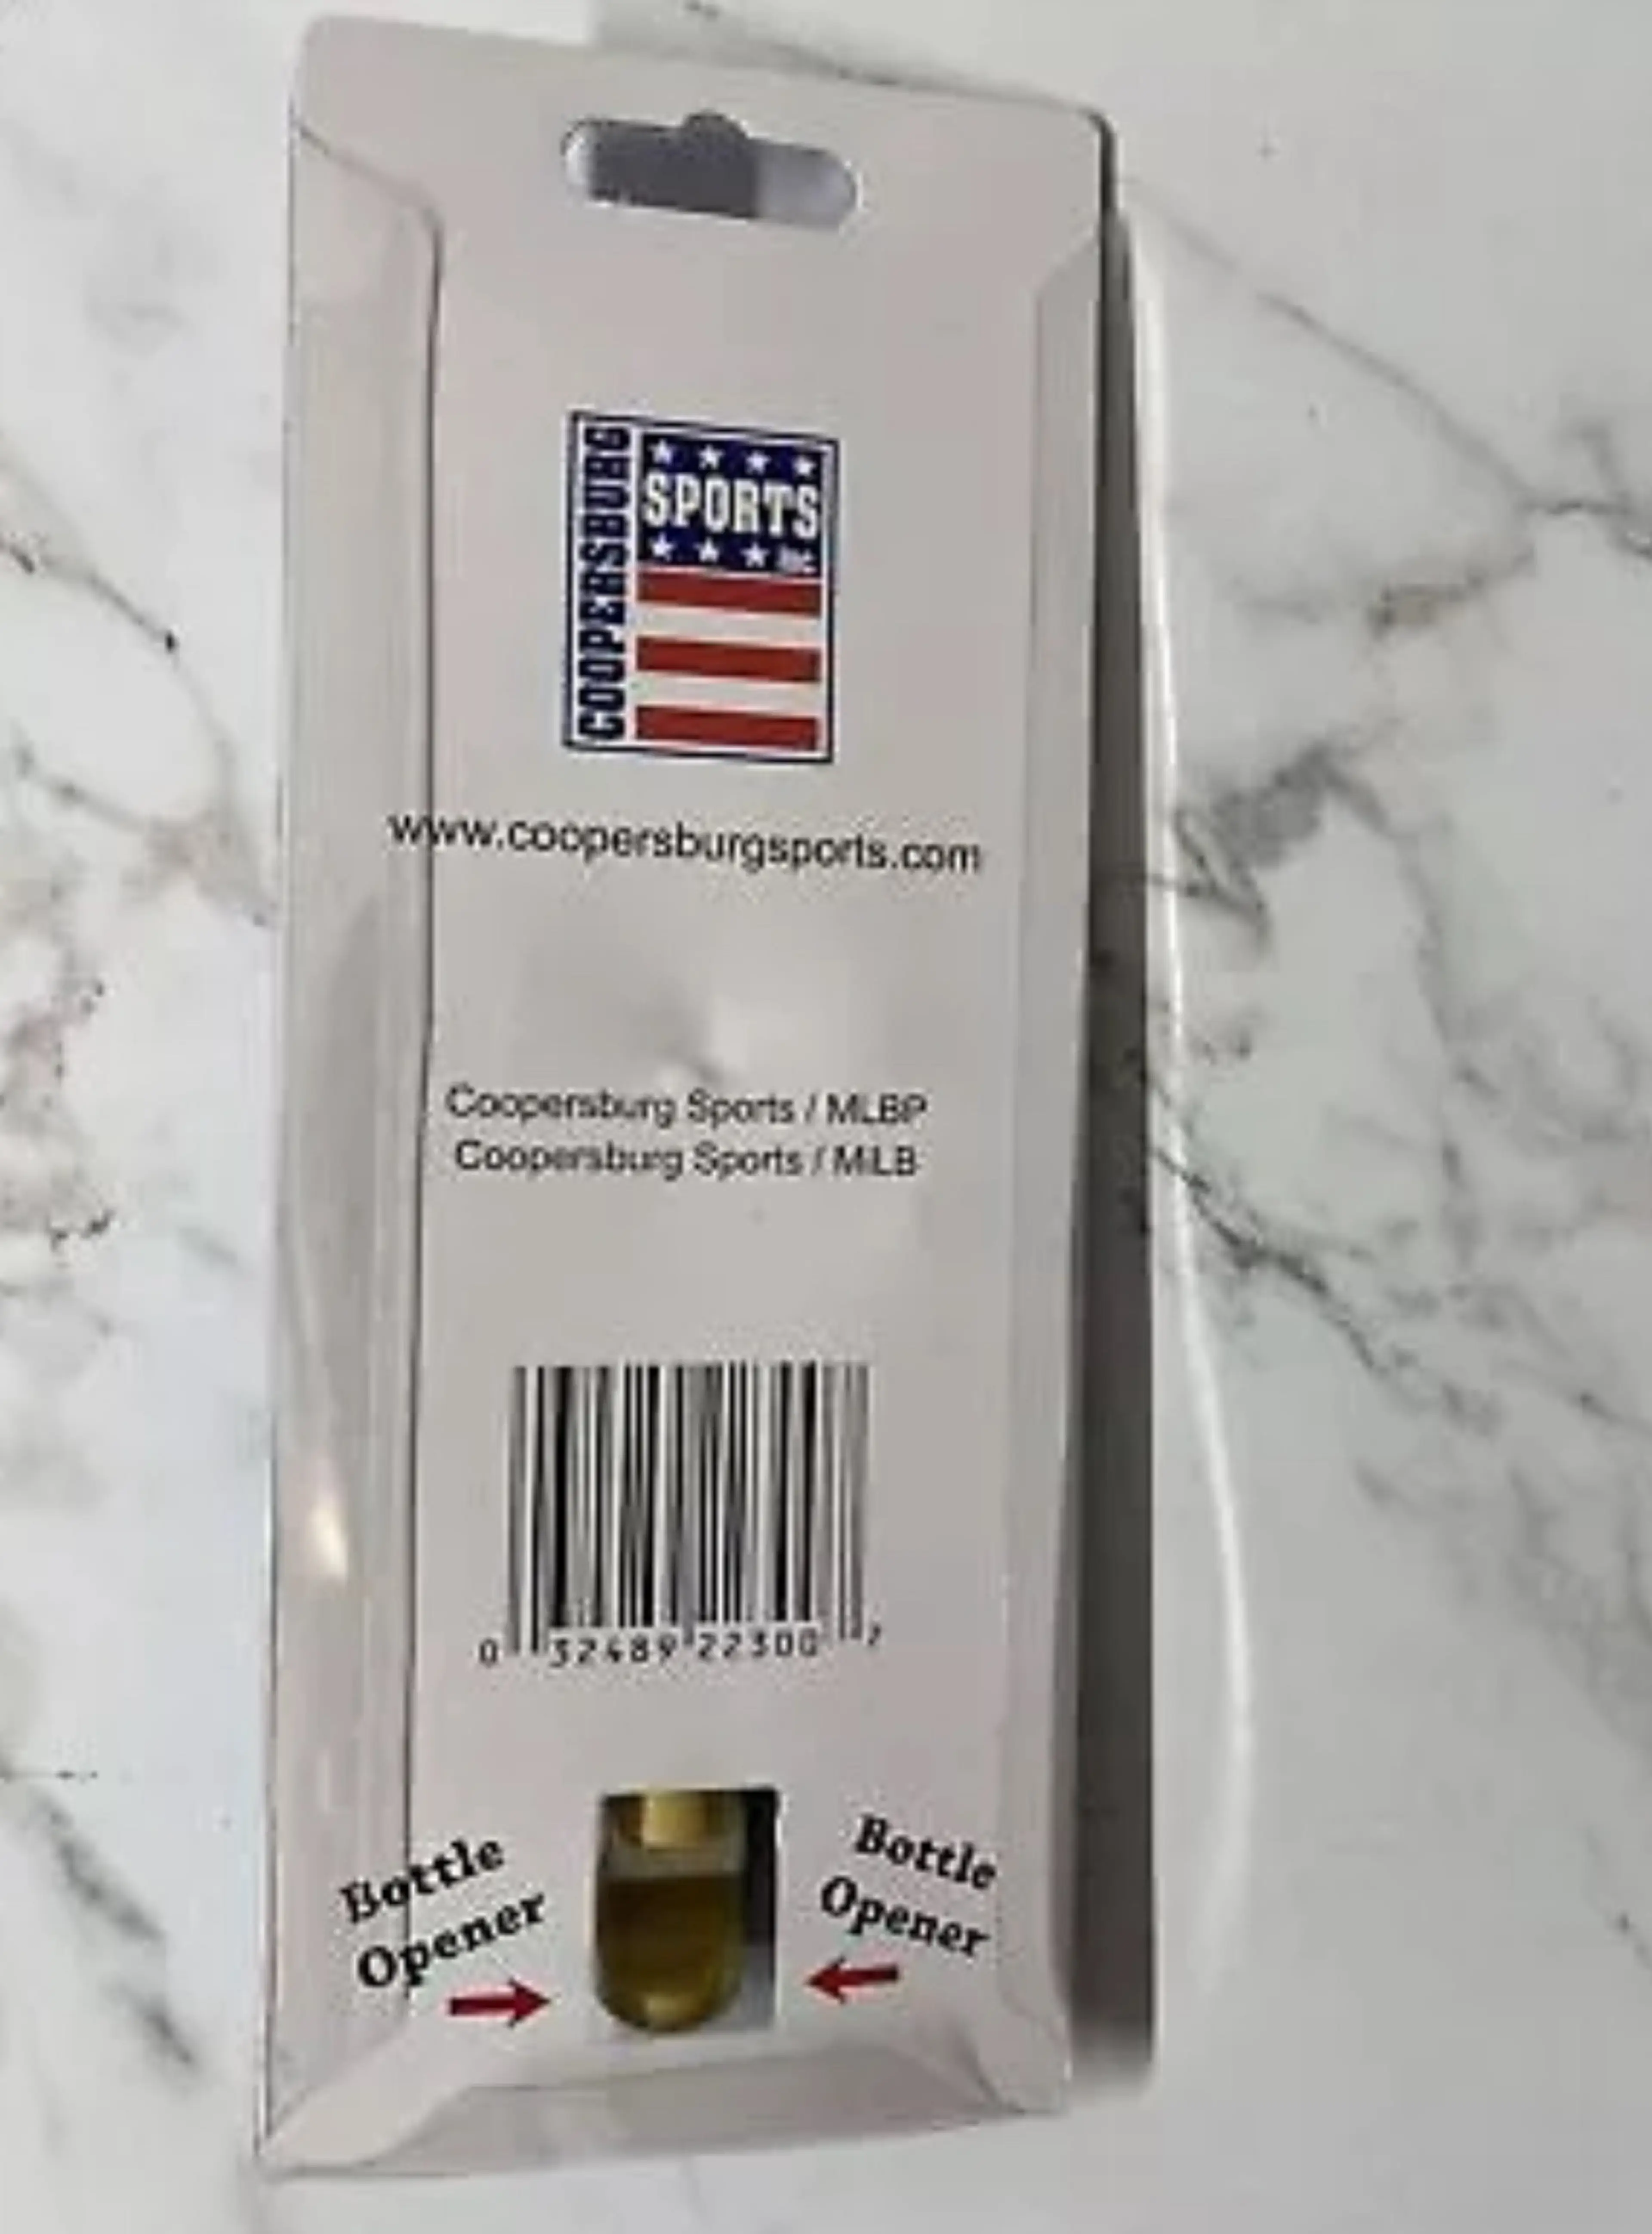 COOPERSBURG
SPORTS
INC
www.coopersburgsports.com
Coopersburg Sports / MLBP
Coopersburg Sports / MiLB
0 32489 22300 7
Bottle
Opener
Bottle
Opener